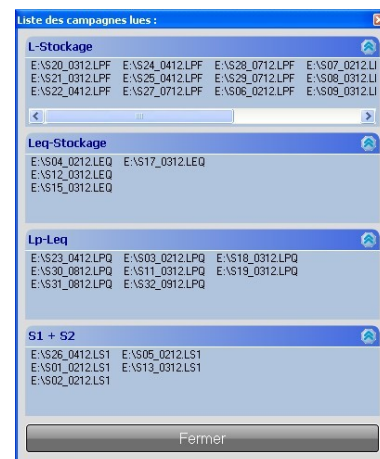 Liste des campagnes lues :
L-Stockage
E:\S20_0312.LPF E:\S24_0412.LPF E:\S28_0712.LPF E:\S07_0212.LI
E:\S21_0312.LPF E:\S25_0412.LPF E:\S29_0712.LPF E:\S08_0312.LI
E:\S22_0412.LPF E:\S27_0712.LPF E:\S06_0212.LPF E:\S09_0312.LI
Leq-Stockage
E:\S04_0212.LEQ E:\S17_0312.LEQ
E:\S12_0312.LEQ
E:\S15_0312.LEQ
Lp-Leq
E:\S23_0412.LPQ E:\S03_0212.LPQ E:\S18_0312.LPQ
E:\S30_0812.LPQ E:\S11_0312.LPQ E:\S19_0312.LPQ
E:\S31_0812.LPQ E:\S32_0912.LPQ
S1 + S2
E:\S26_0412.LS1 E:\S05_0212.LS1
E:\S01_0212.LS1 E:\S13_0312.LS1
E:\S02_0212.LS1
Fermer